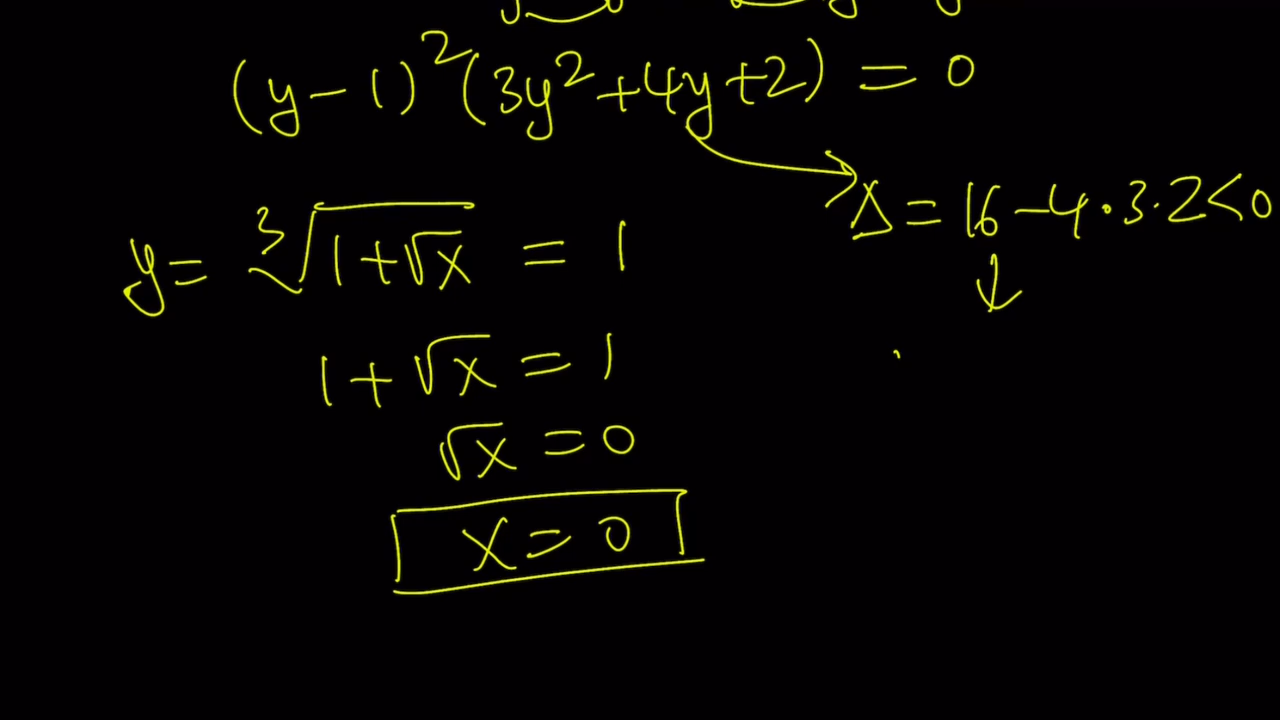 (y-1)²(3y²+4y+2) = 0
Δ = 16-4·3·2<0
y= ∛(1+√x) = 1
1+√x = 1
√x = 0
x = 0